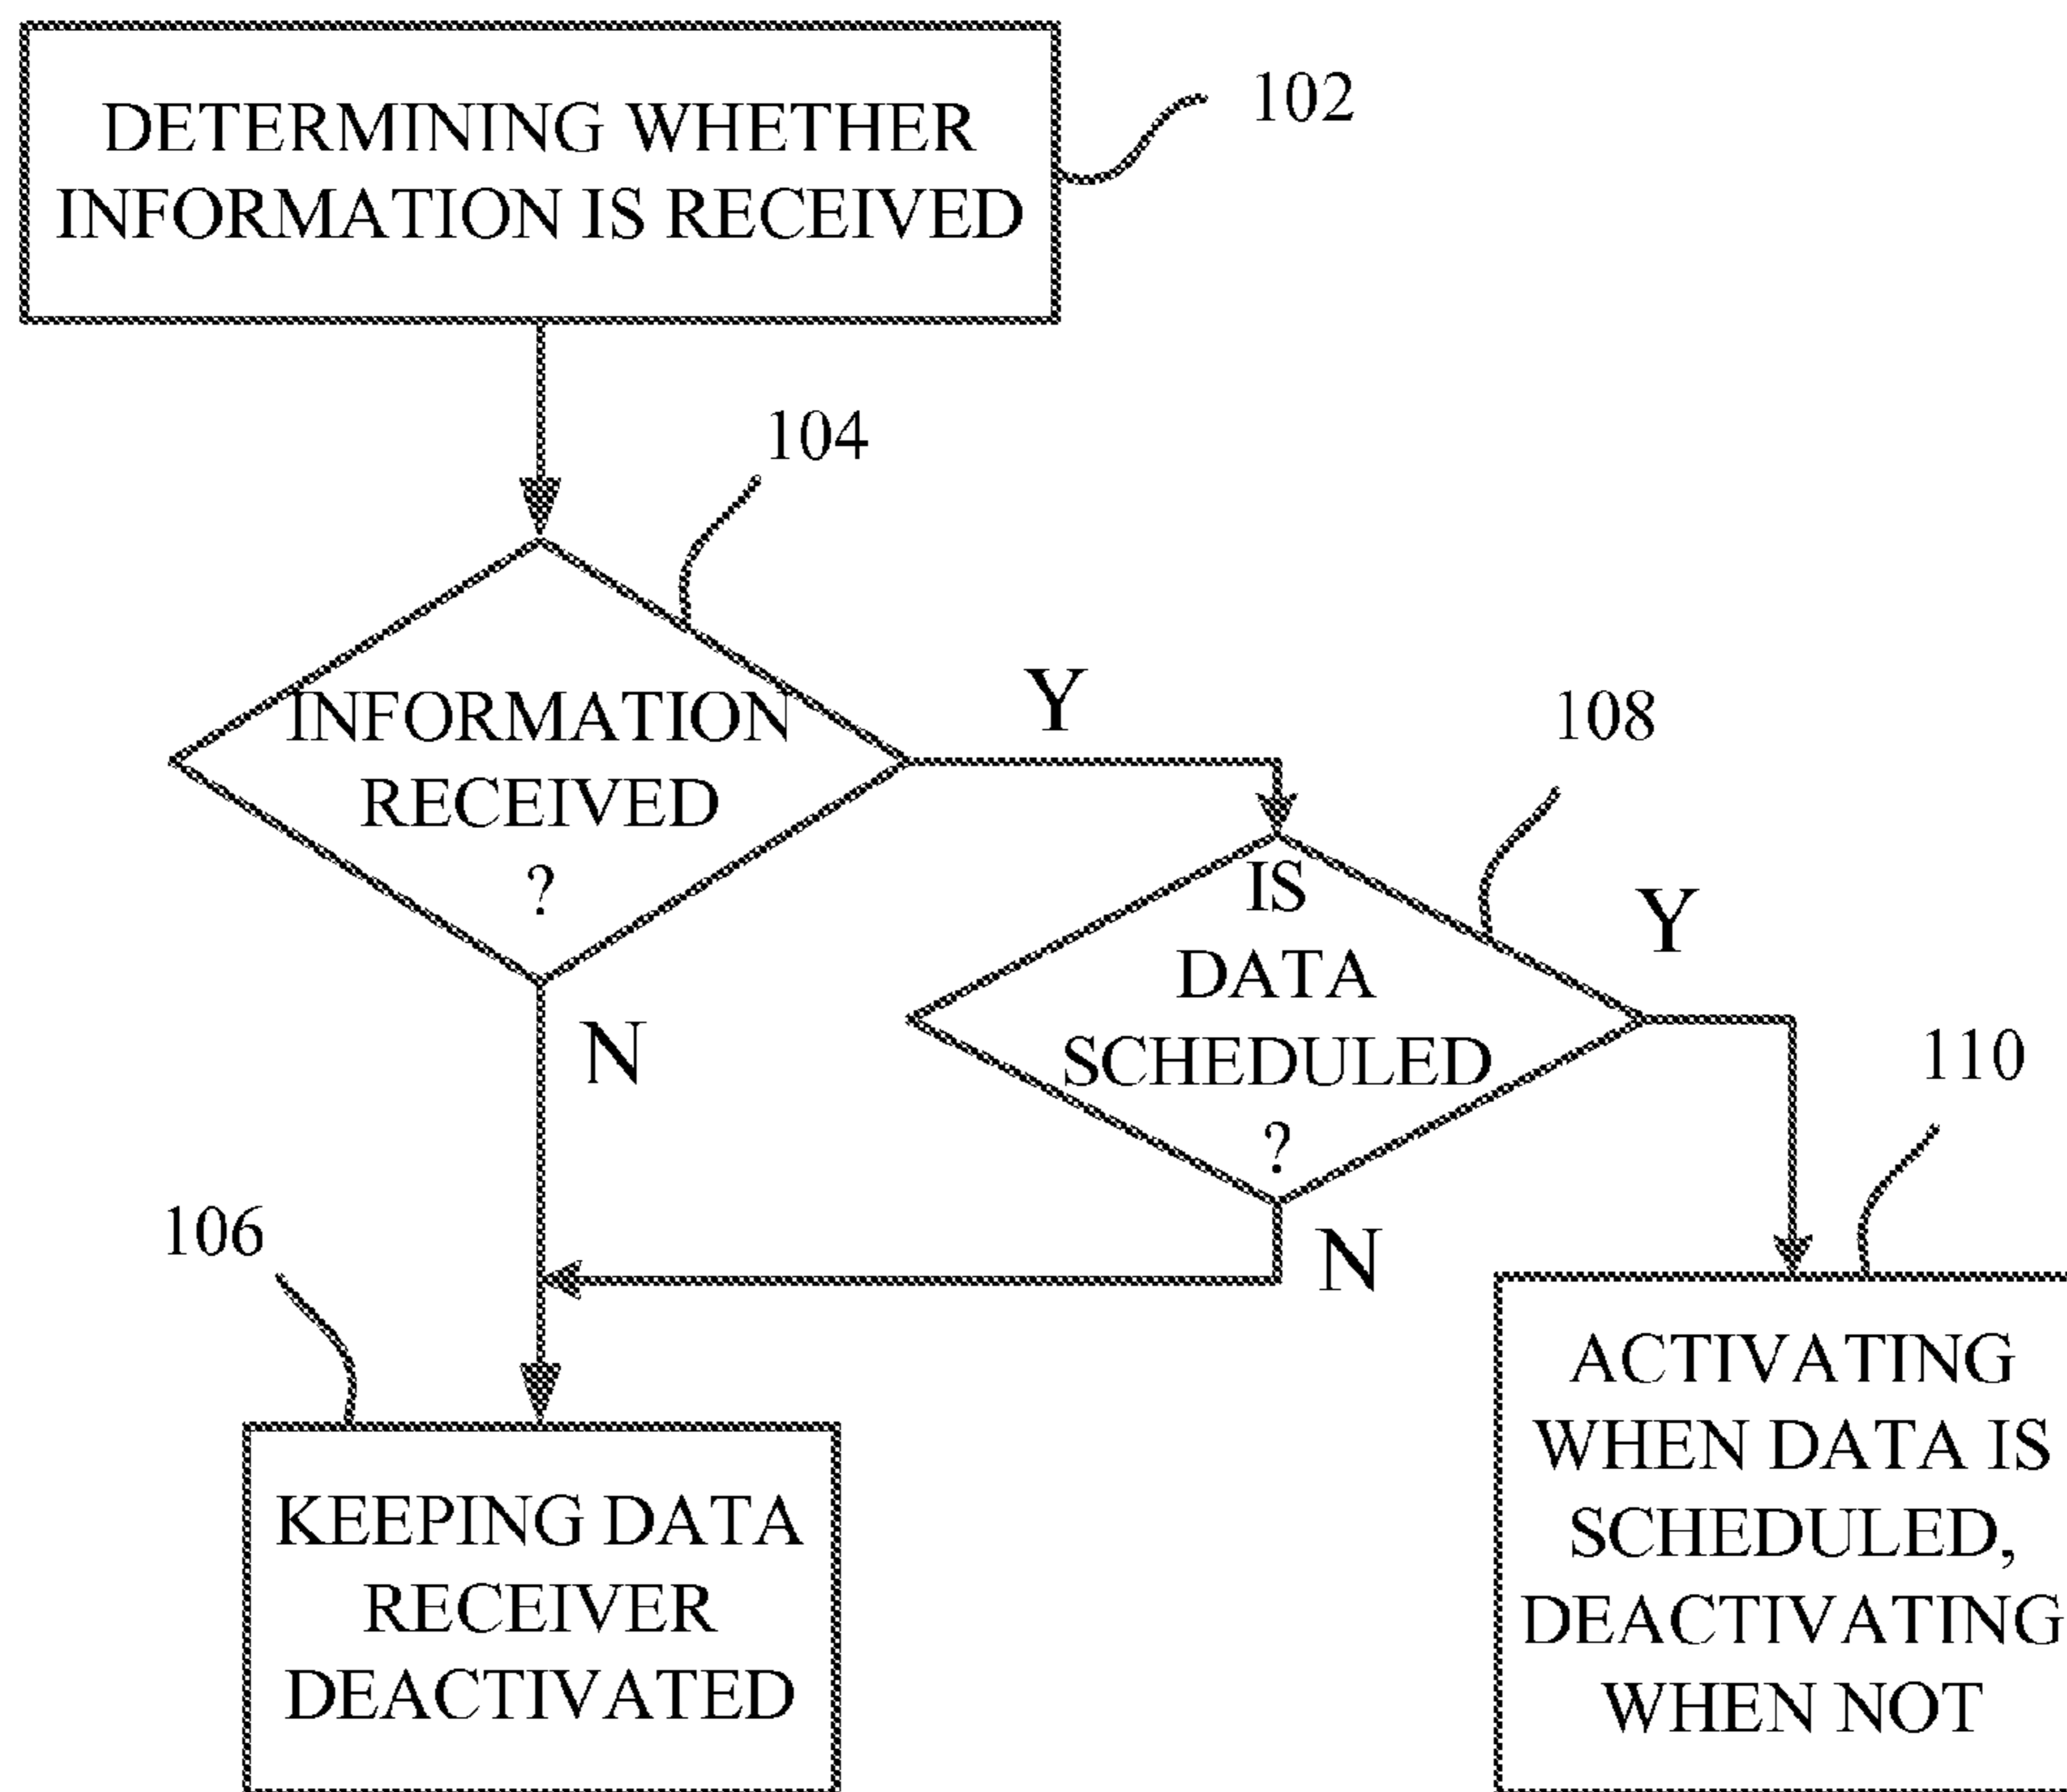 DETERMINING WHETHER
INFORMATION IS RECEIVED
102
104
INFORMATION
RECEIVED
?
Y
N
108
IS
DATA
SCHEDULED
?
Y
N
106
KEEPING DATA
RECEIVER
DEACTIVATED
110
ACTIVATING
WHEN DATA IS
SCHEDULED,
DEACTIVATING
WHEN NOT